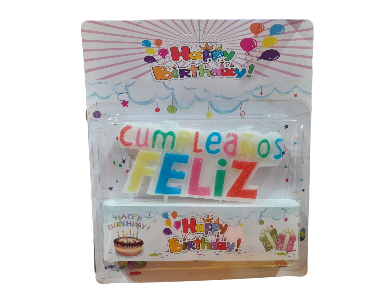 Happy
Birthday!
CUMPLEAÑOS
FELiZ
HAPPY
BIRTHDAY!
Happy
Birthday!